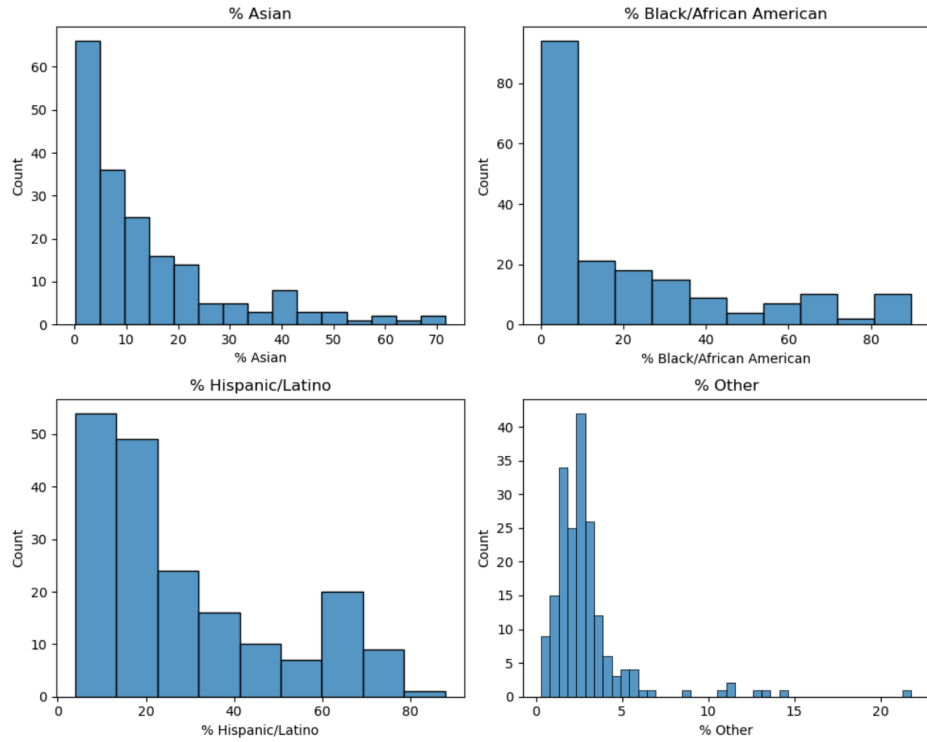 % Asian
60
50
40
30
20
10
0
Count
0 10 20 30 40 50 60 70
% Asian
% Black/African American
80
60
40
20
0
Count
0 20 40 60 80
% Black/African American
% Hispanic/Latino
50
40
30
20
10
0
Count
0 20 40 60 80
% Hispanic/Latino
% Other
40
35
30
25
20
15
10
5
0
Count
0 5 10 15 20
% Other